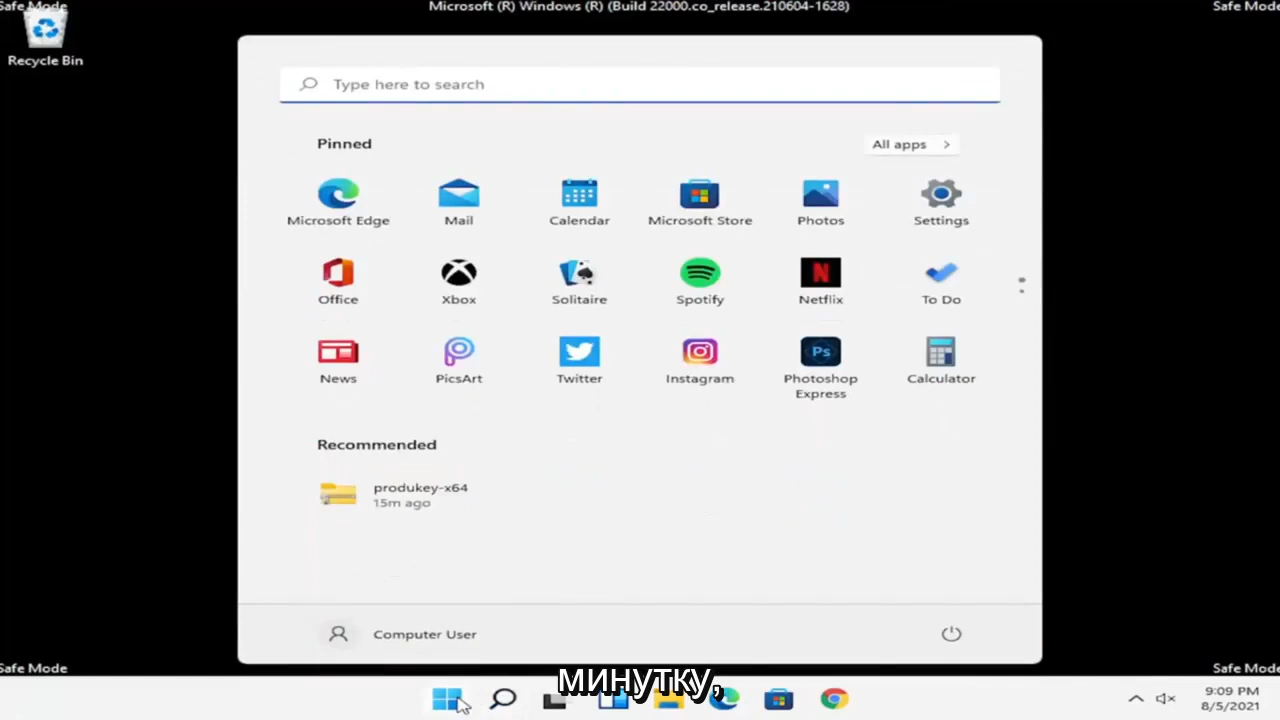 Safe Mode
Microsoft (R) Windows (R) (Build 22000.co_release.210604-1628)
Safe Mode
Recycle Bin
Type here to search
Pinned
All apps
Microsoft Edge
Mail
Calendar
Microsoft Store
Photos
Settings
Office
Xbox
Solitaire
Spotify
Netflix
To Do
News
PicsArt
Twitter
Instagram
Ps
Photoshop
Express
Calculator
Recommended
produkey-x64
15m ago
Computer User
Safe Mode
Safe Mode
минутку,
9:09 PM
8/5/2021